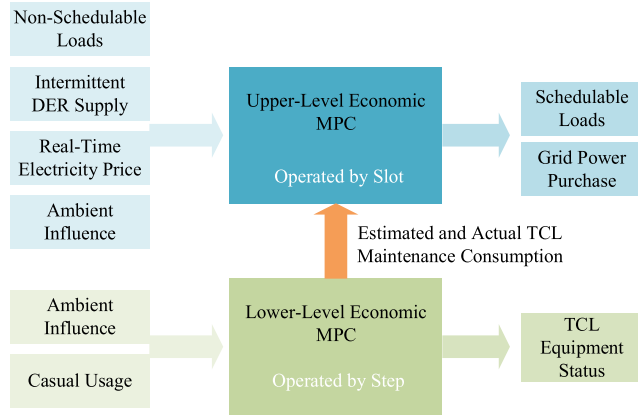 Non-Schedulable
Loads
Intermittent
DER Supply
Real-Time
Electricity Price
Ambient
Influence
Upper-Level Economic
MPC
Operated by Slot
Schedulable
Loads
Grid Power
Purchase
Estimated and Actual TCL
Maintenance Consumption
Ambient
Influence
Casual Usage
Lower-Level Economic
MPC
Operated by Step
TCL
Equipment
Status